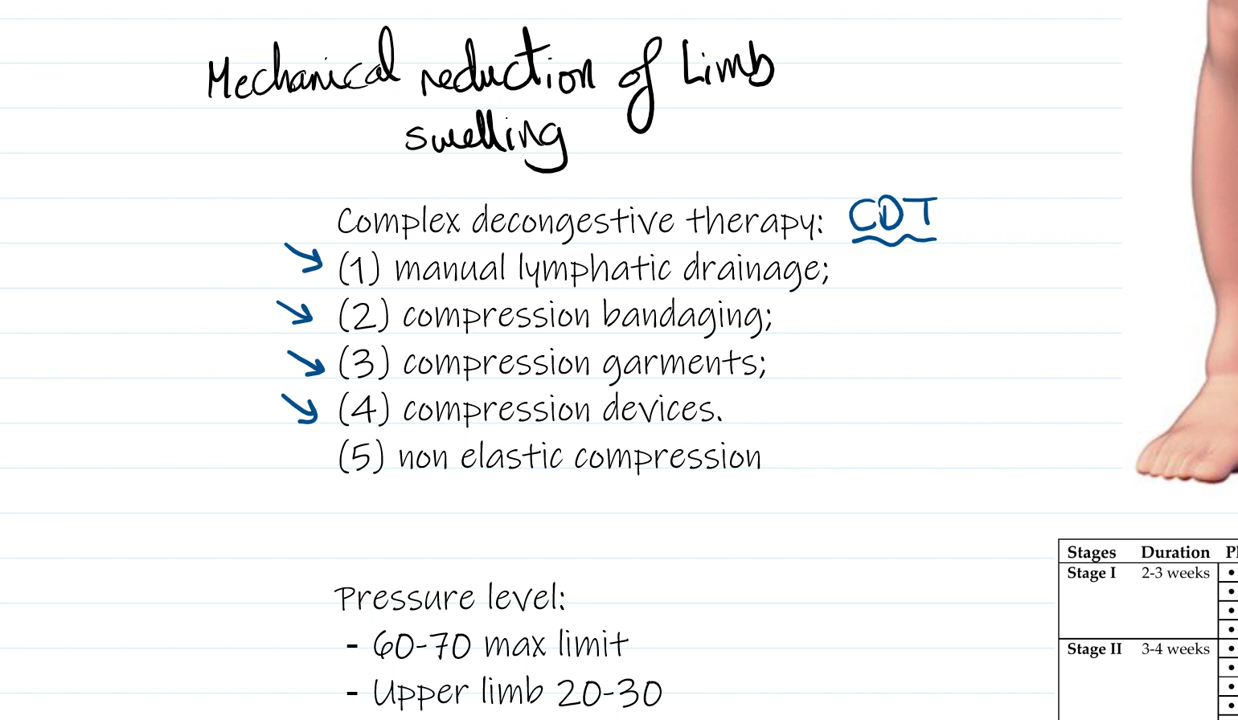 Mechanical reduction of Limb
swelling
Complex decongestive therapy: CDT
(1) manual lymphatic drainage;
(2) compression bandaging;
(3) compression garments;
(4) compression devices.
(5) non elastic compression
Pressure level:
- 60-70 max limit
- Upper limb 20-30
Stages Duration
Stage I 2-3 weeks •
•
•
•
Stage II 3-4 weeks •
•
•
•